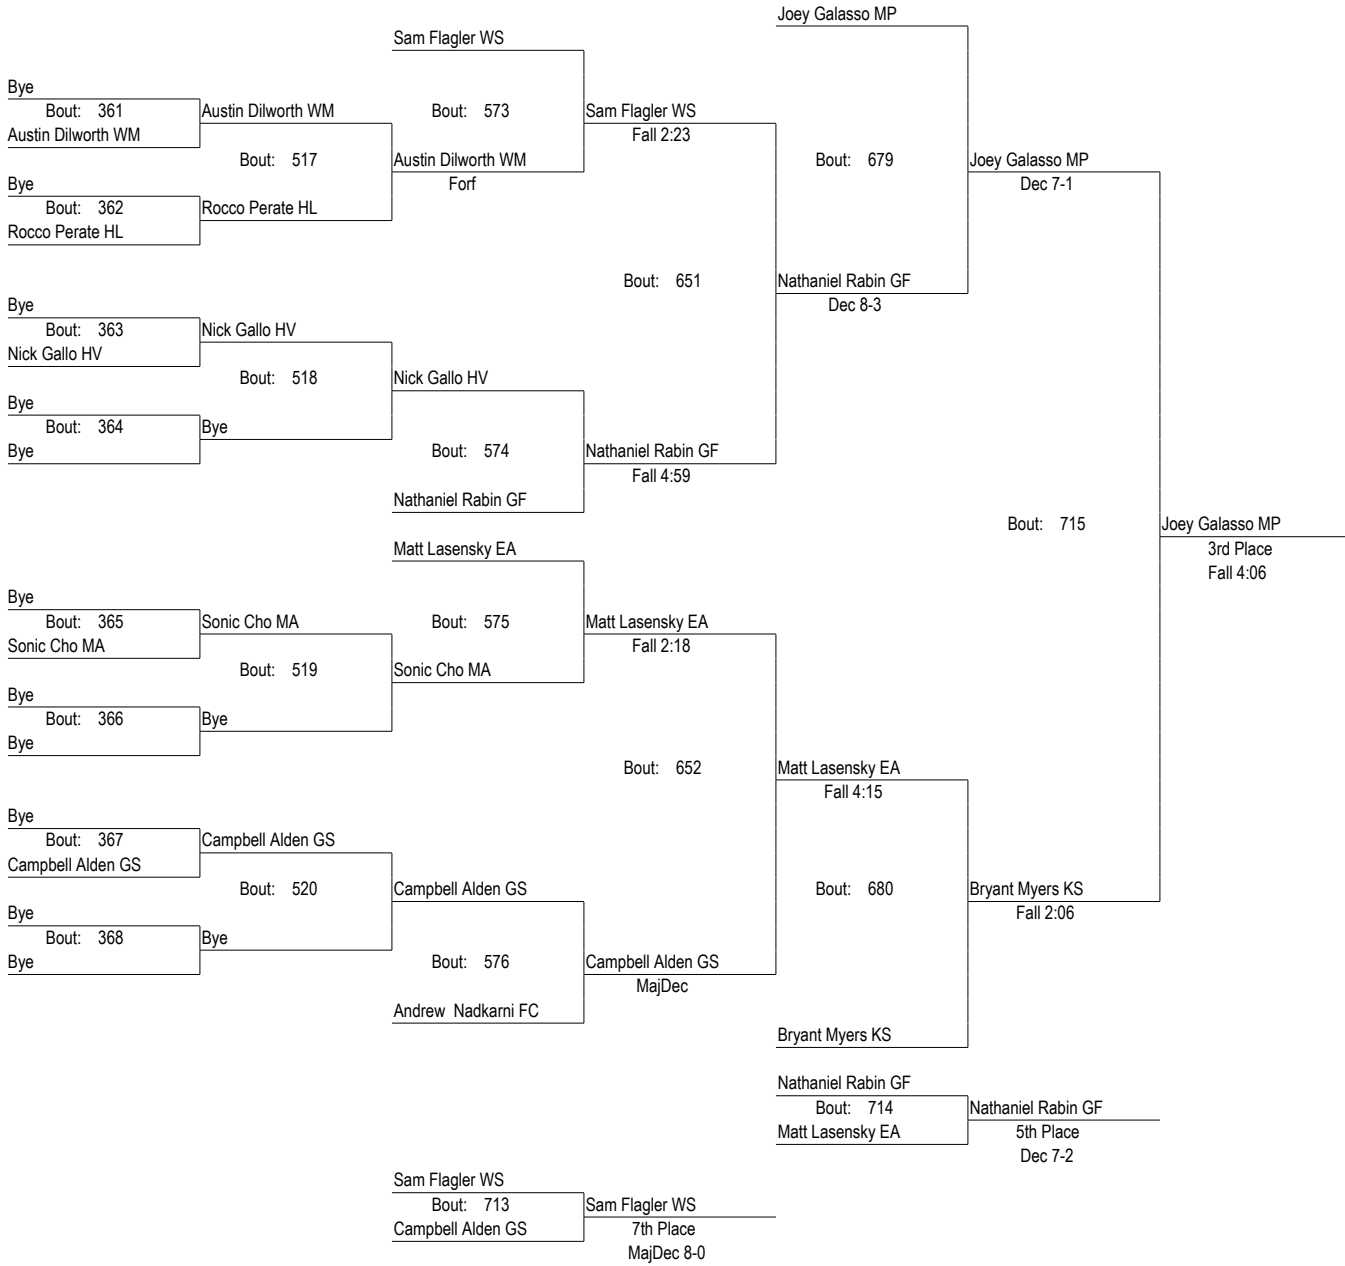 Joey Galasso MP
Sam Flagler WS
Bye
Bout: 361
Austin Dilworth WM
Bout: 573
Sam Flagler WS
Austin Dilworth WM
Fall 2:23
Bout: 517
Austin Dilworth WM
Bout: 679
Joey Galasso MP
Bye
Forf
Dec 7-1
Bout: 362
Rocco Perate HL
Rocco Perate HL
Bout: 651
Nathaniel Rabin GF
Bye
Dec 8-3
Bout: 363
Nick Gallo HV
Nick Gallo HV
Bout: 518
Nick Gallo HV
Bye
Bout: 364
Bye
Bye
Bout: 574
Nathaniel Rabin GF
Fall 4:59
Nathaniel Rabin GF
Bout: 715
Joey Galasso MP
Matt Lasensky EA
3rd Place
Fall 4:06
Bye
Bout: 365
Sonic Cho MA
Bout: 575
Matt Lasensky EA
Sonic Cho MA
Fall 2:18
Bout: 519
Sonic Cho MA
Bye
Bout: 366
Bye
Bye
Bout: 652
Matt Lasensky EA
Fall 4:15
Bye
Bout: 367
Campbell Alden GS
Campbell Alden GS
Bout: 520
Campbell Alden GS
Bout: 680
Bryant Myers KS
Bye
Fall 2:06
Bout: 368
Bye
Bye
Bout: 576
Campbell Alden GS
MajDec
Andrew Nadkarni FC
Bryant Myers KS
Nathaniel Rabin GF
Bout: 714
Nathaniel Rabin GF
Matt Lasensky EA
5th Place
Dec 7-2
Sam Flagler WS
Bout: 713
Sam Flagler WS
Campbell Alden GS
7th Place
MajDec 8-0